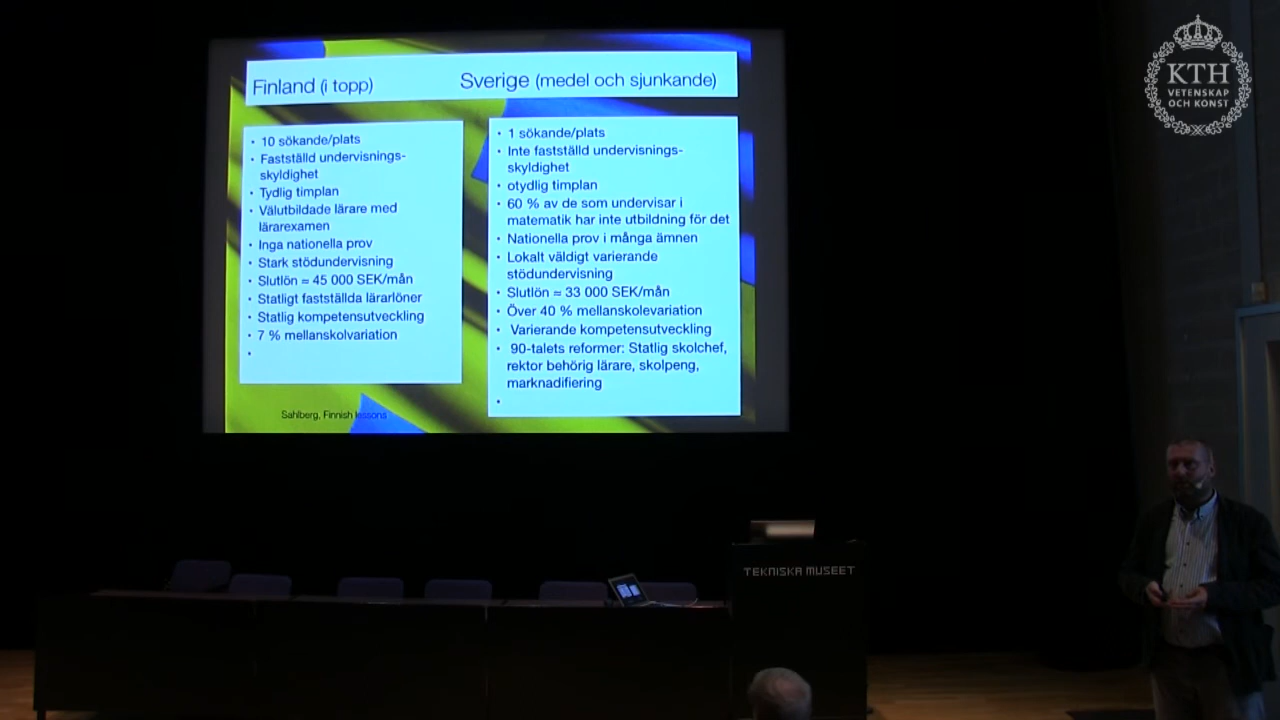 Finland (i topp)
Sverige (medel och sjunkande)
• 10 sökande/plats
• Fastställd undervisnings-
skyldighet
• Tydlig timplan
• Välutbildade lärare med
lärarexamen
• Inga nationella prov
• Stark stödundervisning
• Slutlön ≈ 45 000 SEK/mån
• Statligt fastställda lärarlöner
• Statlig kompetensutveckling
• 7 % mellanskolvariation
•
Sahlberg, Finnish lessons
• 1 sökande/plats
• Inte fastställd undervisnings-
skyldighet
• otydlig timplan
• 60 % av de som undervisar i
matematik har inte utbildning för det
• Nationella prov i många ämnen
• Lokalt väldigt varierande
stödundervisning
• Slutlön ≈ 33 000 SEK/mån
• Över 40 % mellanskolevariation
• Varierande kompetensutveckling
• 90-talets reformer: Statlig skolchef,
rektor behörig lärare, skolpeng,
marknadifiering
•
KTH
VETENSKAP
OCH KONST
TEKNISKA MUSEET